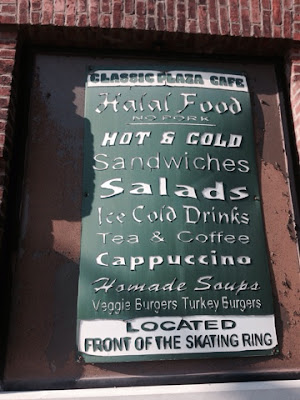 CLASSIC PLAZA CAFE
Halal Food
NO PORK
HOT & COLD
Sandwiches
Salads
Ice Cold Drinks
Tea & Coffee
Cappuccino
Homade Soups
Veggie Burgers Turkey Burgers
LOCATED
FRONT OF THE SKATING RING